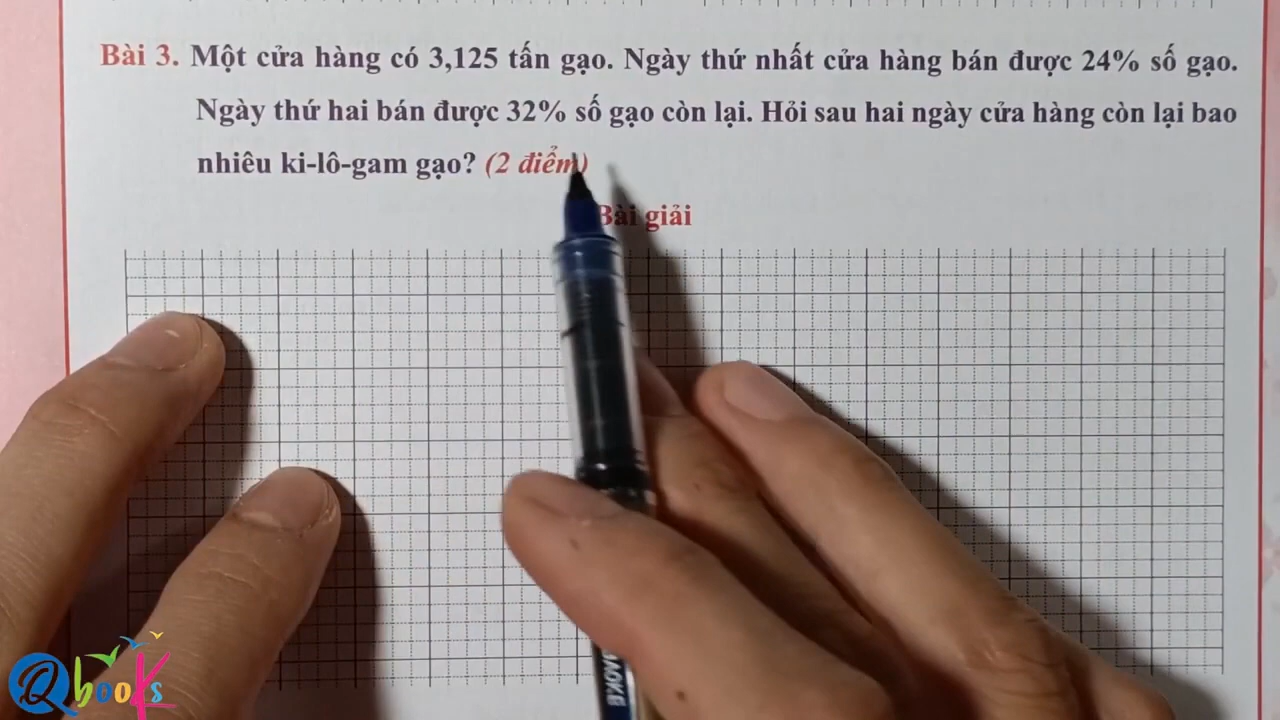 Bài 3. Một cửa hàng có 3,125 tấn gạo. Ngày thứ nhất cửa hàng bán được 24% số gạo.
Ngày thứ hai bán được 32% số gạo còn lại. Hỏi sau hai ngày cửa hàng còn lại bao
nhiêu ki-lô-gam gạo? (2 điểm)
Bài giải
Qbooks